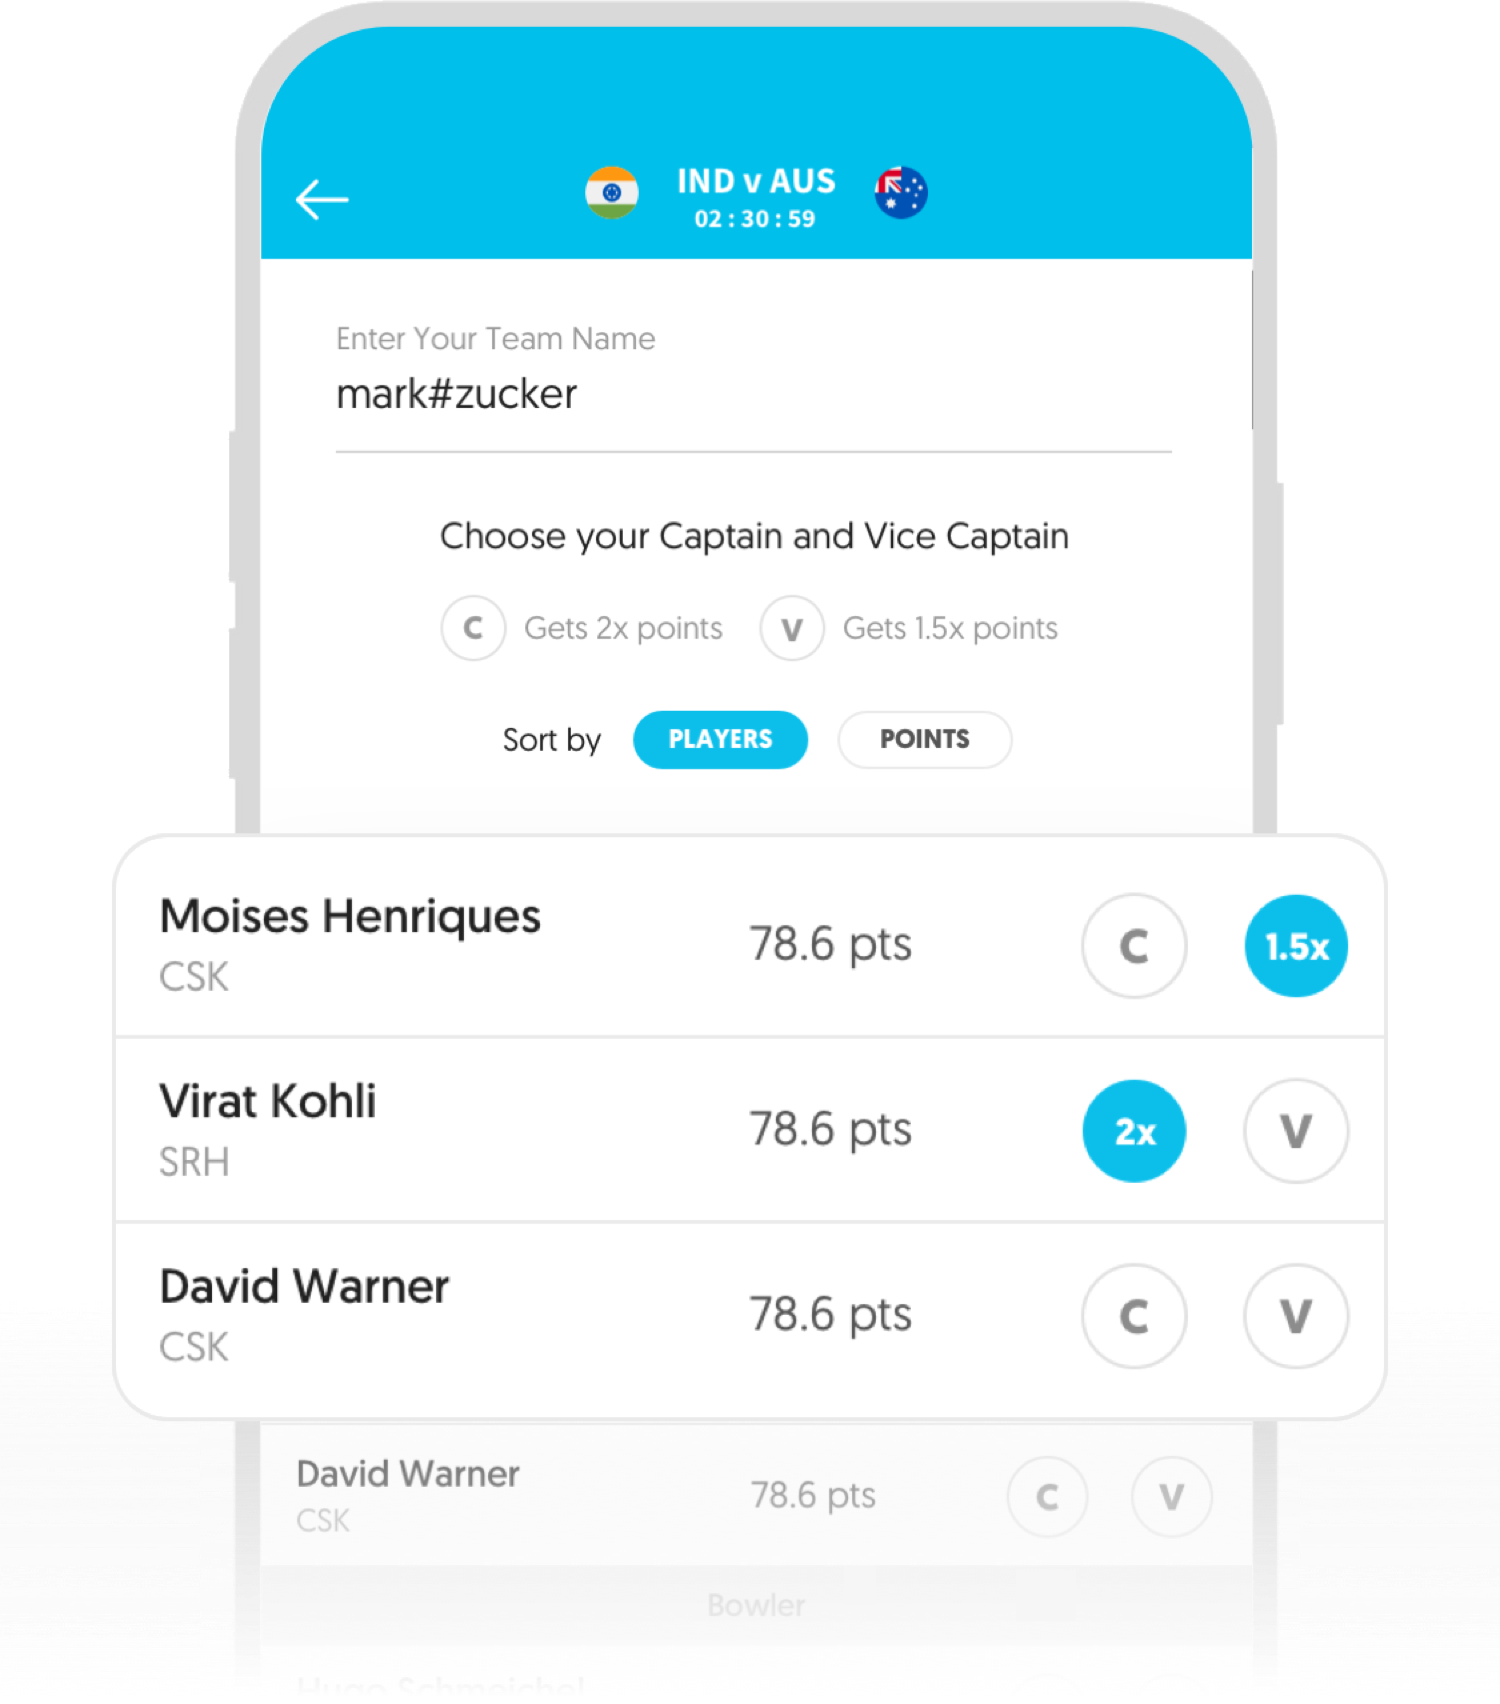 IND v AUS
02 : 30 : 59
Enter Your Team Name
mark#zucker
Choose your Captain and Vice Captain
C Gets 2x points V Gets 1.5x points
Sort by PLAYERS POINTS
Moises Henriques
CSK
78.6 pts C 1.5x
Virat Kohli
SRH
78.6 pts 2x V
David Warner
CSK
78.6 pts C V
David Warner
CSK
78.6 pts C V
Bowler
Hugo Schmeichel